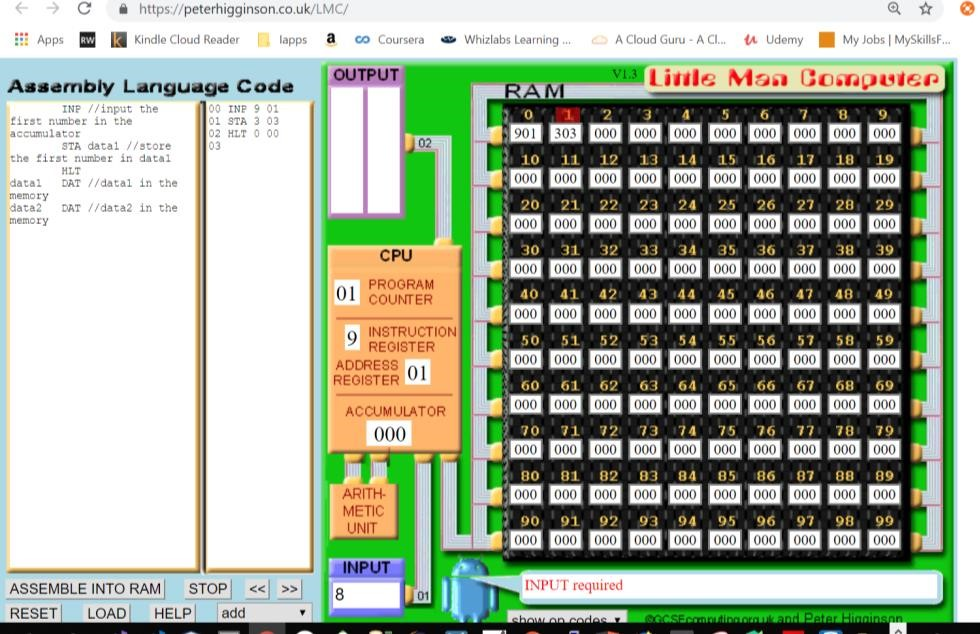 https://peterhigginson.co.uk/LMC/
Apps RW Kindle Cloud Reader lapps a Coursera Whizlabs Learning ... A Cloud Guru - A Cl... Udemy My Jobs | MySkillsF...
Assembly Language Code
INP //input the
first number in the
accumulator
STA data1 //store
the first number in data1
HLT
data1 DAT //data1 in the
memory
data2 DAT //data2 in the
memory
00 INP 9 01
01 STA 3 03
02 HLT 0 00
03
OUTPUT
02
CPU
01 PROGRAM
COUNTER
9 INSTRUCTION
REGISTER
ADDRESS
REGISTER 01
ACCUMULATOR
000
ARITH-
METIC
UNIT
INPUT
8
01
V1.3 Little Man Computer
RAM
0 1 2 3 4 5 6 7 8 9
901 303 000 000 000 000 000 000 000 000
10 11 12 13 14 15 16 17 18 19
000 000 000 000 000 000 000 000 000 000
20 21 22 23 24 25 26 27 28 29
000 000 000 000 000 000 000 000 000 000
30 31 32 33 34 35 36 37 38 39
000 000 000 000 000 000 000 000 000 000
40 41 42 43 44 45 46 47 48 49
000 000 000 000 000 000 000 000 000 000
50 51 52 53 54 55 56 57 58 59
000 000 000 000 000 000 000 000 000 000
60 61 62 63 64 65 66 67 68 69
000 000 000 000 000 000 000 000 000 000
70 71 72 73 74 75 76 77 78 79
000 000 000 000 000 000 000 000 000 000
80 81 82 83 84 85 86 87 88 89
000 000 000 000 000 000 000 000 000 000
90 91 92 93 94 95 96 97 98 99
000 000 000 000 000 000 000 000 000 000
INPUT required
ASSEMBLE INTO RAM STOP << >>
RESET LOAD HELP add
show op codes
©GCSEcomputing.org.uk and Peter Higginson